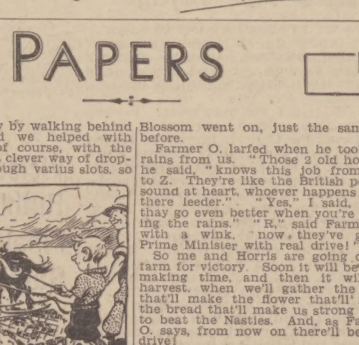 PAPERS
y by walking behind
d we helped with
of course, with the
clever way of drop-
ough varius slots, so
Blossom went on, just the sam
before.
Farmer O. larfed when he too
rains from us. "Those 2 old ho
he said, "knows this job from
to Z. They're like the British p
sound at heart, whoever happens
there leeder." "Yes," I said,
thay go even better when you're
ing the rains." "R," said Farm
with a wink, now they've a
Prime Minister with real drive!
So me and Horris are going
farm for victory. Soon it will be
making time, and then it wi
harvest, when we'll gather the
that'll make the flower that'll
the bread that'll make us strong
to beat the Nasties. And, as Fa
O. says, from now on there'll be
drive!